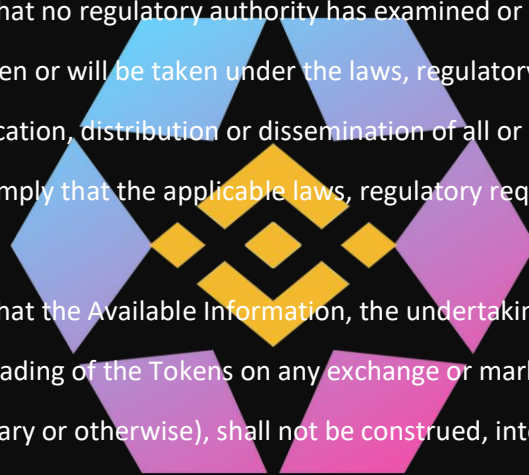 hat no regulatory authority has examined or
en or will be taken under the laws, regulatory
cation, distribution or dissemination of all or
mply that the applicable laws, regulatory req
hat the Available Information, the undertakin
ading of the Tokens on any exchange or mark
ary or otherwise), shall not be construed, inte